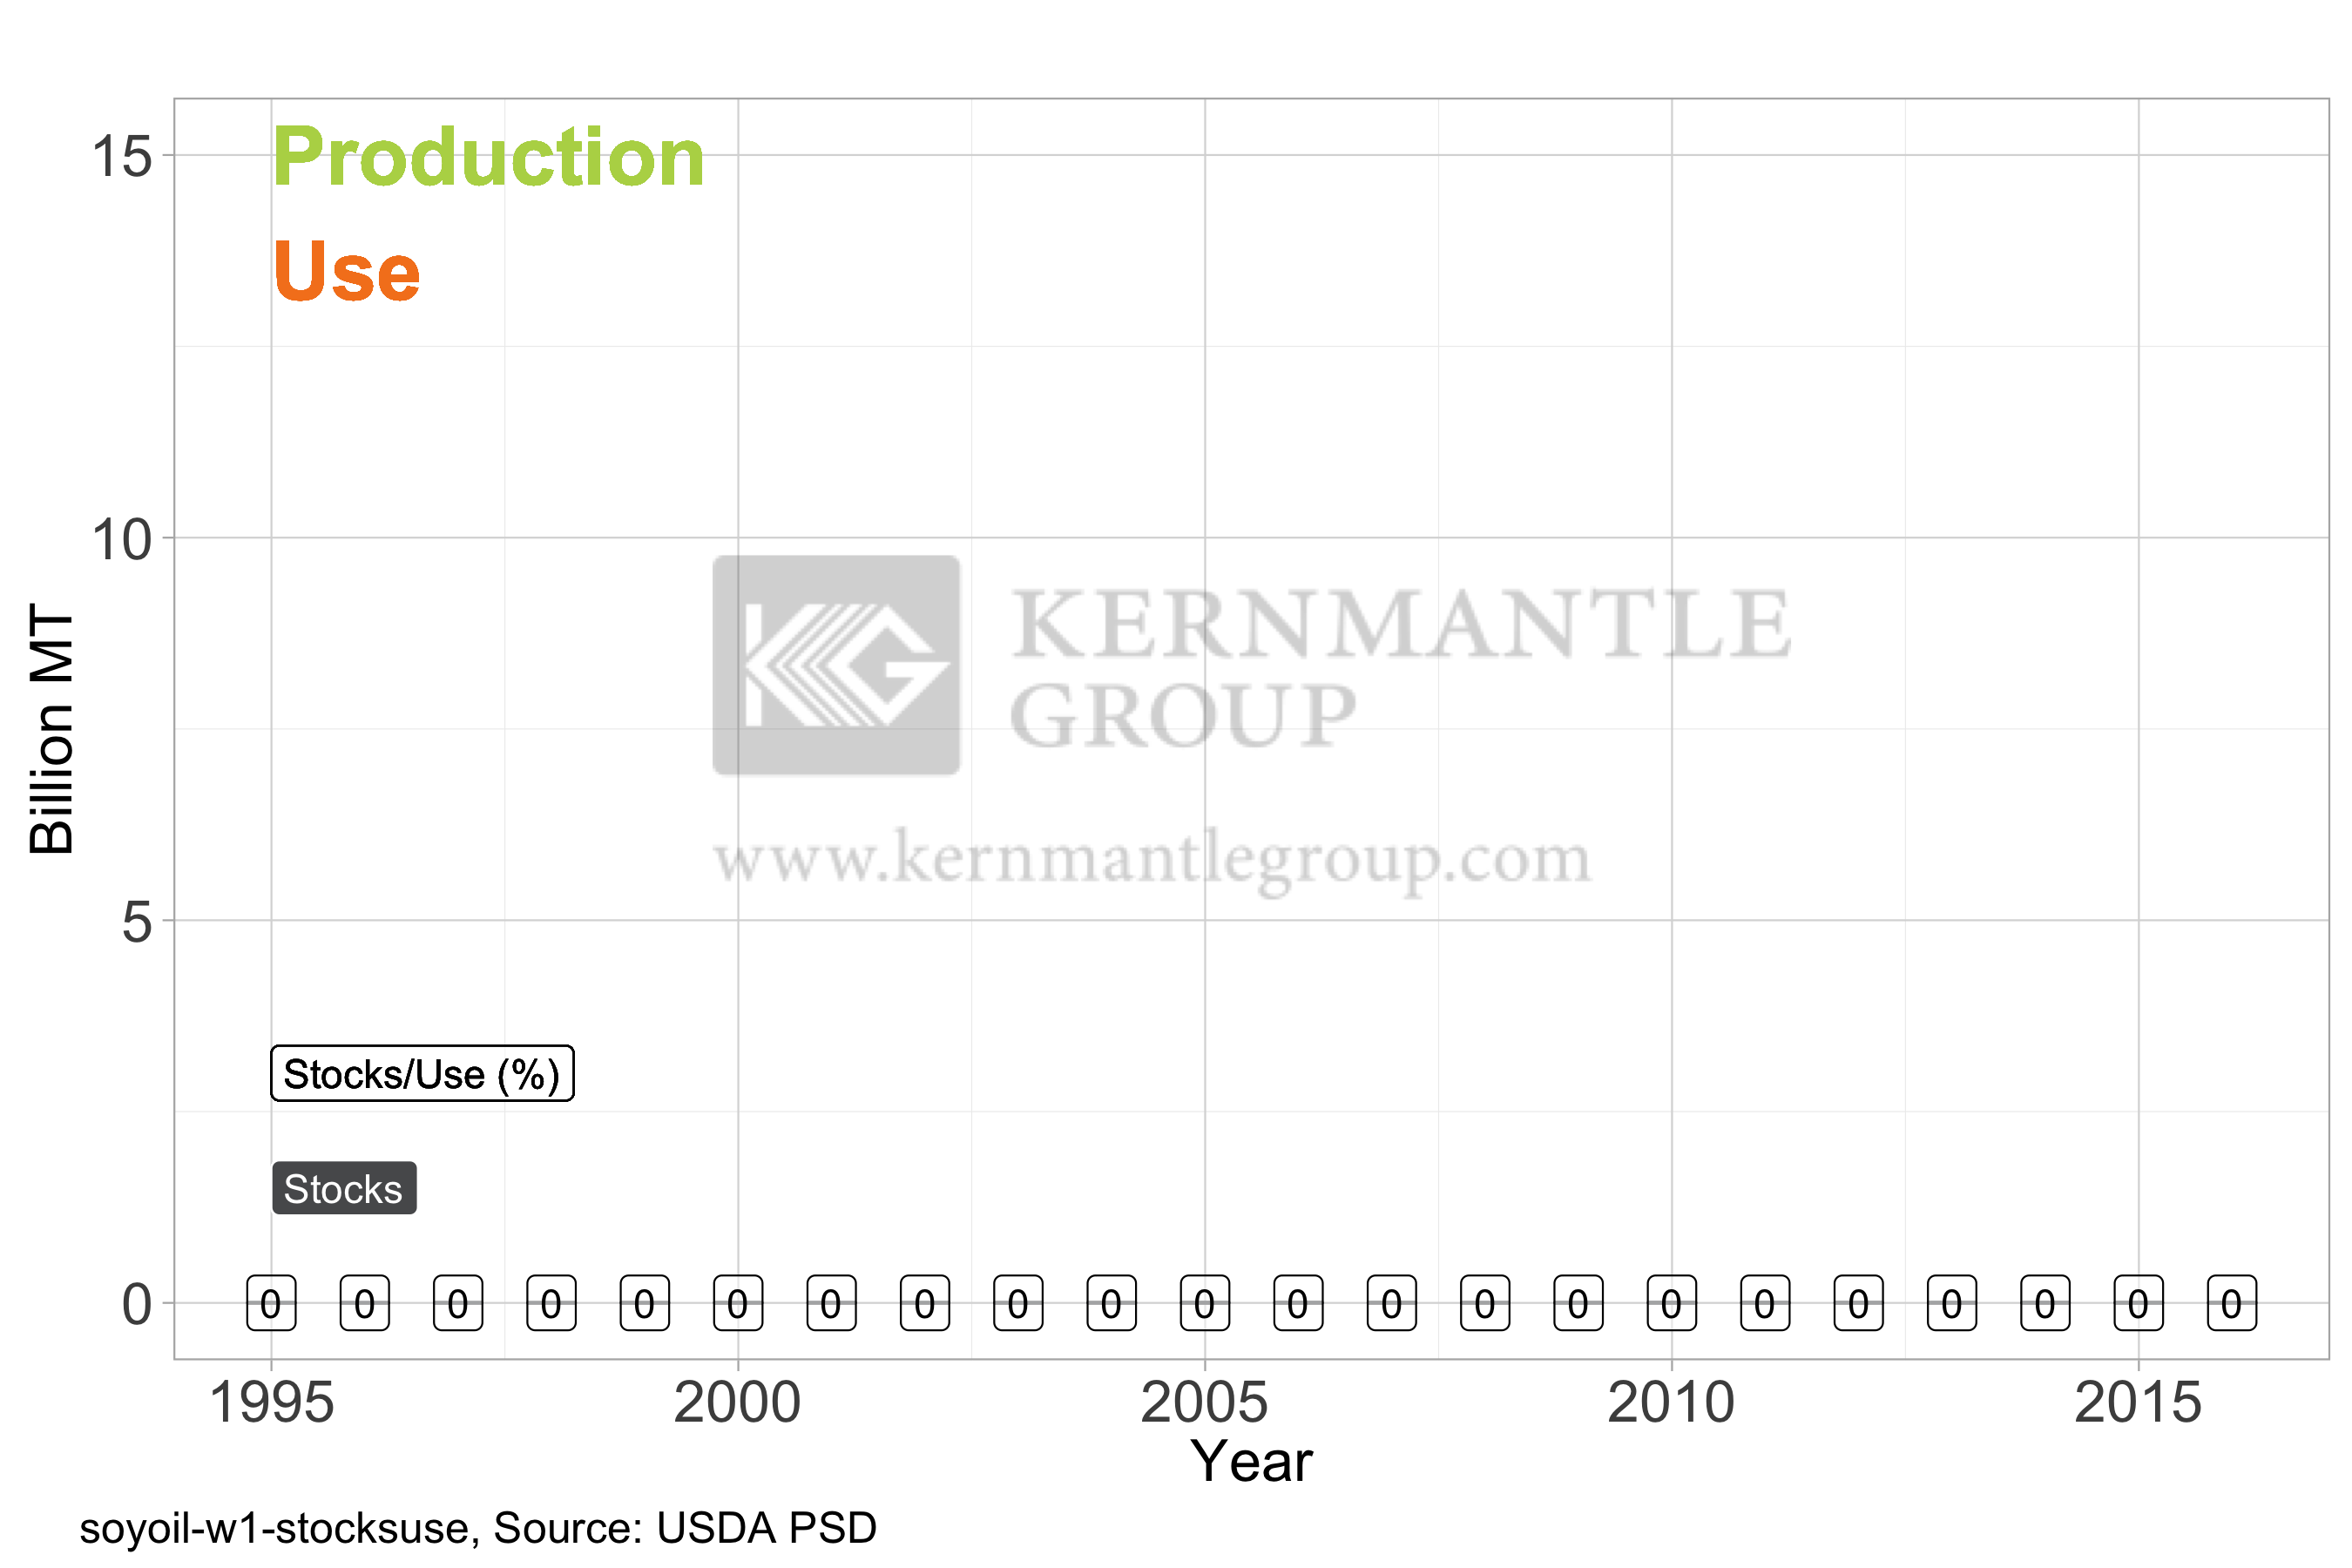 15
Production
Use
10
KERNMANTLE
GROUP
www.kernmantlegroup.com
Billion MT
5
Stocks/Use (%)
Stocks
0
0 0 0 0 0 0 0 0 0 0 0 0 0 0 0 0 0 0 0 0 0 0
1995 2000 2005 2010 2015
Year
soyoil-w1-stocksuse, Source: USDA PSD